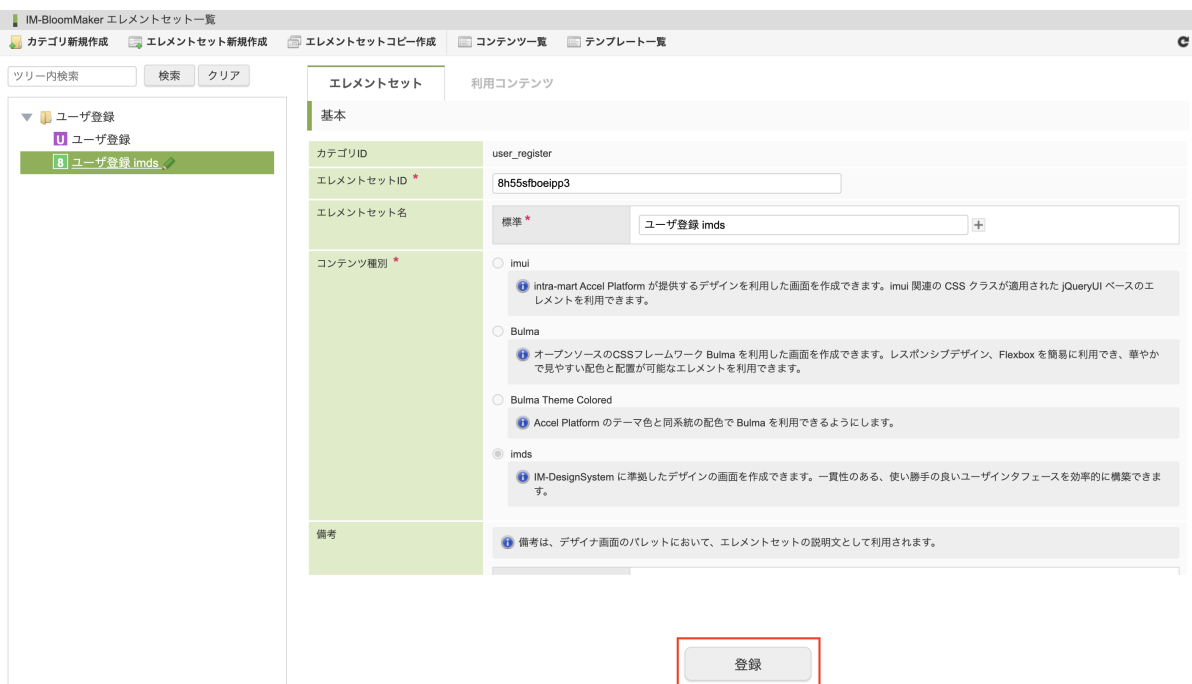 IM-BloomMaker エレメントセット一覧
カテゴリ新規作成 エレメントセット新規作成 エレメントセットコピー作成 コンテンツ一覧 テンプレート一覧
ツリー内検索 検索 クリア
ユーザ登録
U ユーザ登録
8 ユーザ登録 imds
エレメントセット 利用コンテンツ
基本
カテゴリID user_register
エレメントセットID * 8h55sfboeipp3
エレメントセット名 標準 * ユーザ登録 imds
コンテンツ種別 * imui
intra-mart Accel Platform が提供するデザインを利用した画面を作成できます。imui 関連の CSS クラスが適用された jQueryUI ベースのエ
レメントを利用できます。
Bulma
オープンソースのCSSフレームワーク Bulma を利用した画面を作成できます。レスポンシブデザイン、Flexbox を簡易に利用でき、華やか
で見やすい配色と配置が可能なエレメントを利用できます。
Bulma Theme Colored
Accel Platform のテーマ色と同系統の配色で Bulma を利用できるようにします。
imds
IM-DesignSystem に準拠したデザインの画面を作成できます。一貫性のある、使い勝手の良いユーザインタフェースを効率的に構築できま
す。
備考 備考は、デザイナ画面のパレットにおいて、エレメントセットの説明文として利用されます。
登録